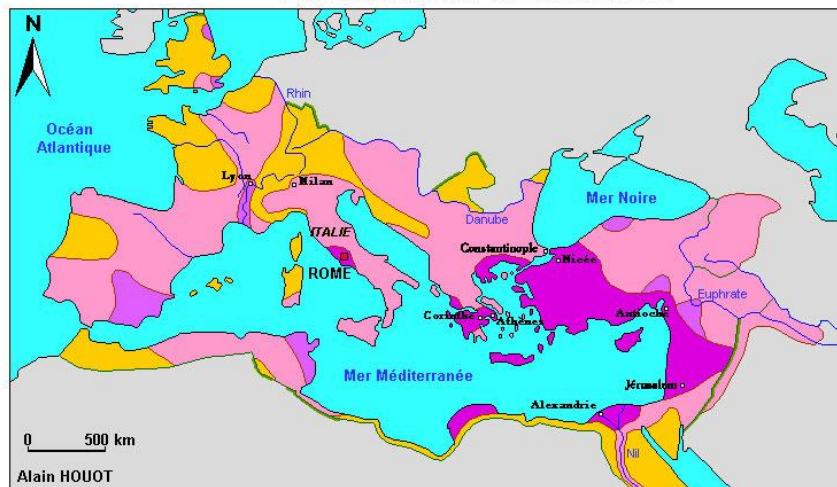 N
Océan
Atlantique
Rhin
Lyon
Milan
ITALIE
ROME
Danube
Mer Noire
Constantinople
Nicée
Euphrate
Corinthe
Athènes
Antioche
Mer Méditerranée
Jérusalem
Alexandrie
Nil
0 500 km
Alain HOUOT